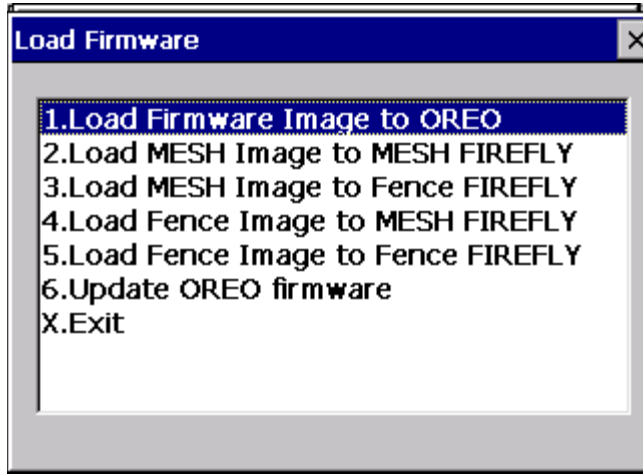 Load Firmware
1.Load Firmware Image to OREO
2.Load MESH Image to MESH FIREFLY
3.Load MESH Image to Fence FIREFLY
4.Load Fence Image to MESH FIREFLY
5.Load Fence Image to Fence FIREFLY
6.Update OREO firmware
X.Exit